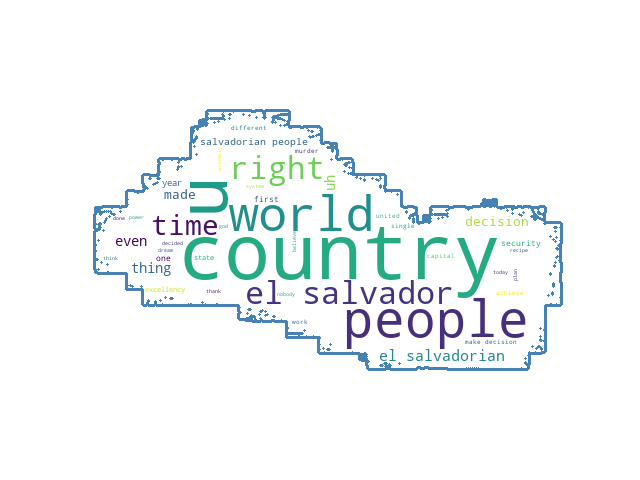 different
salvadorian people
murder
right
system
year
made
u
uh
first
world
time
god
done
power
united
single
decision
even
decided
believe
country
security
recipe
dream
one
state
capital
think
thing
today
plan
excellency
thank
nobody
el salvador
achieve
work
people
make decision
el salvadorian